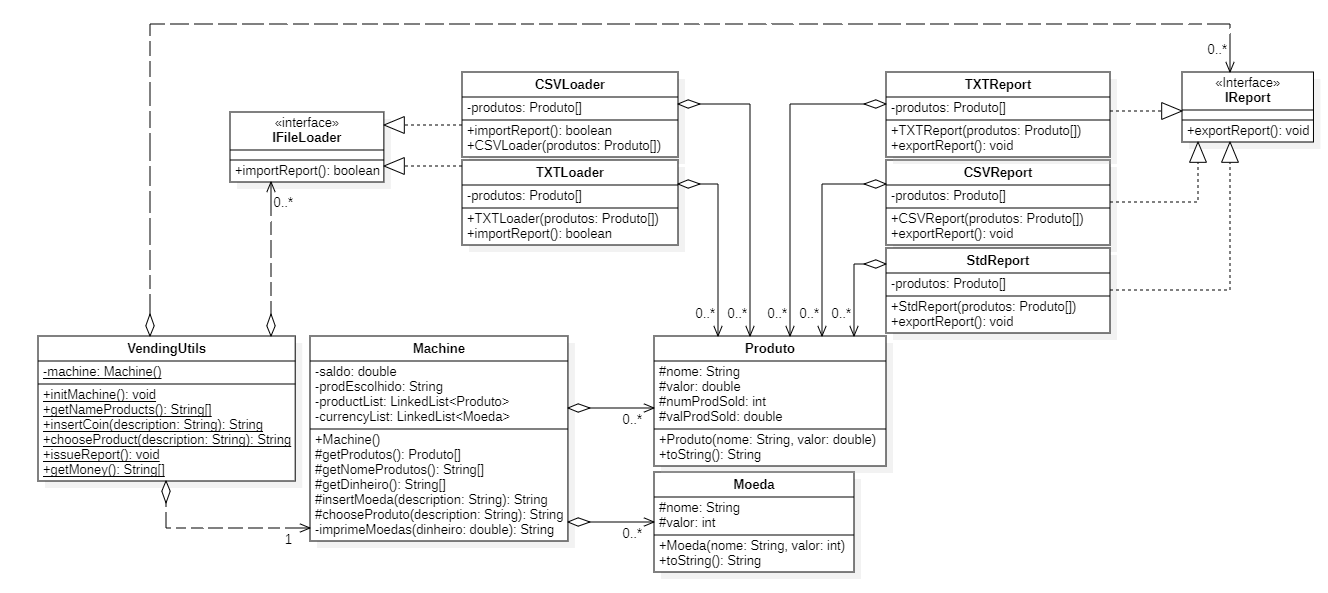 0..*
CSVLoader
-produtos: Produto[]
+importReport(): boolean
+CSVLoader(produtos: Produto[])
TXTReport
-produtos: Produto[]
+TXTReport(produtos: Produto[])
+exportReport(): void
«Interface»
IReport
+exportReport(): void
«interface»
IFileLoader
+importReport(): boolean
0..*
TXTLoader
-produtos: Produto[]
+TXTLoader(produtos: Produto[])
+importReport(): boolean
CSVReport
-produtos: Produto[]
+CSVReport(produtos: Produto[])
+exportReport(): void
StdReport
-produtos: Produto[]
+StdReport(produtos: Produto[])
+exportReport(): void
0..*
0..*
0..*
0..*
0..*
VendingUtils
-machine: Machine()
+initMachine(): void
+getNameProducts(): String[]
+insertCoin(description: String): String
+chooseProduct(description: String): String
+issueReport(): void
+getMoney(): String[]
1
Machine
-saldo: double
-prodEscolhido: String
-productList: LinkedList<Produto>
-currencyList: LinkedList<Moeda>
+Machine()
#getProdutos(): Produto[]
#getNomeProdutos(): String[]
#getDinheiro(): String[]
#insertMoeda(description: String): String
#chooseProduto(description: String): String
-imprimeMoedas(dinheiro: double): String
0..*
0..*
Produto
#nome: String
#valor: double
#numProdSold: int
#valProdSold: double
+Produto(nome: String, valor: double)
+toString(): String
Moeda
#nome: String
#valor: int
+Moeda(nome: String, valor: int)
+toString(): String